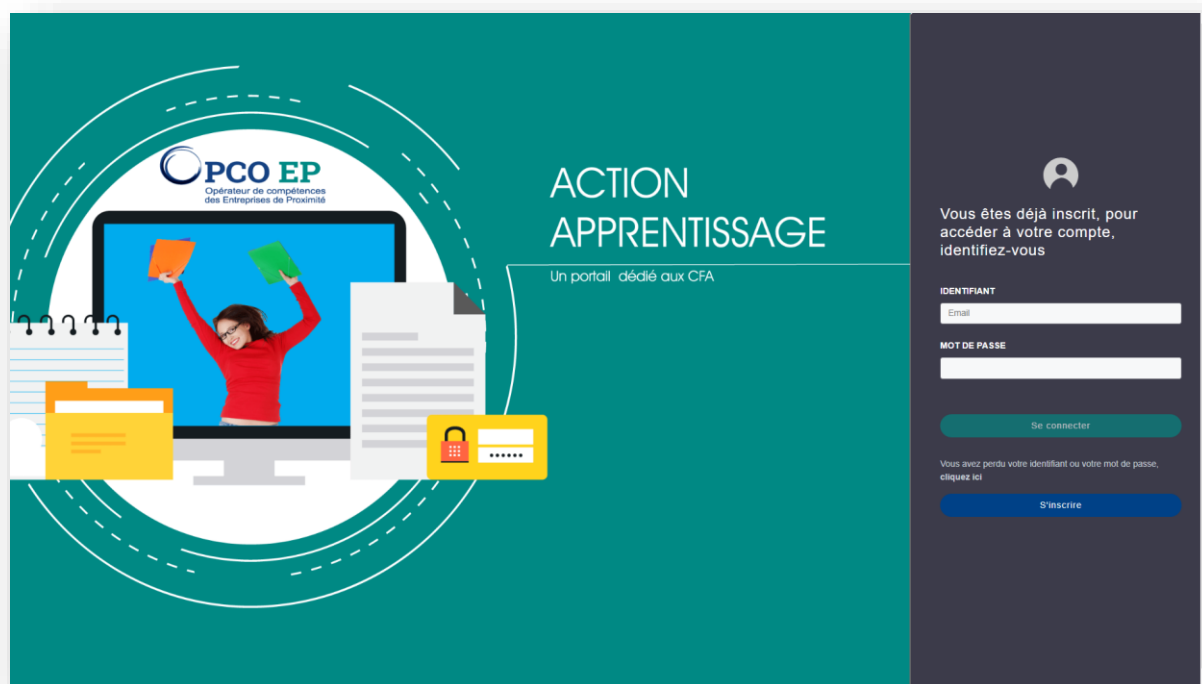 OPCO EP
Opérateur de compétences
des Entreprises de Proximité
ACTION
APPRENTISSAGE
Un portail dédié aux CFA
Vous êtes déjà inscrit, pour
accéder à votre compte,
identifiez-vous
IDENTIFIANT
Email
MOT DE PASSE
Se connecter
Vous avez perdu votre identifiant ou votre mot de passe,
cliquez ici
S'inscrire